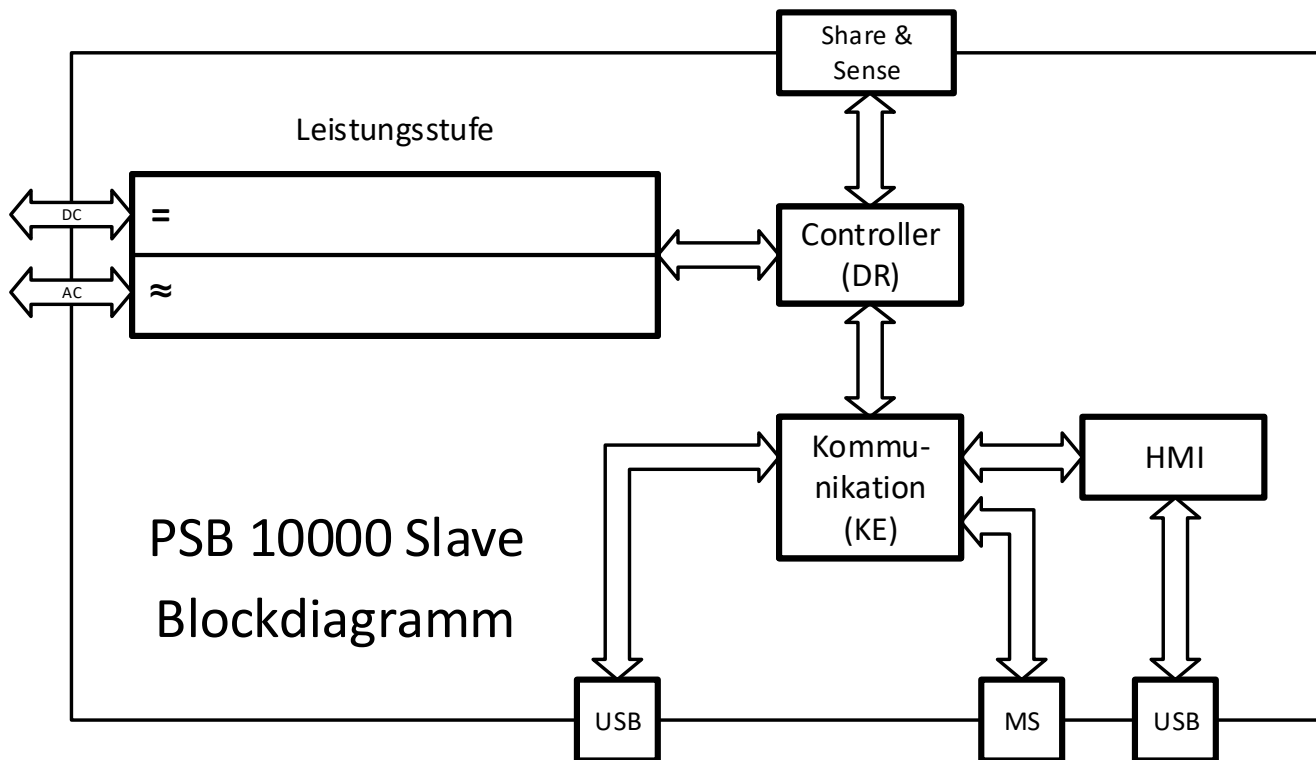 Share &
Sense
Leistungsstufe
DC
=
AC
≈
Controller
(DR)
Kommu-
nikation
(KE)
HMI
PSB 10000 Slave
Blockdiagramm
USB
MS
USB